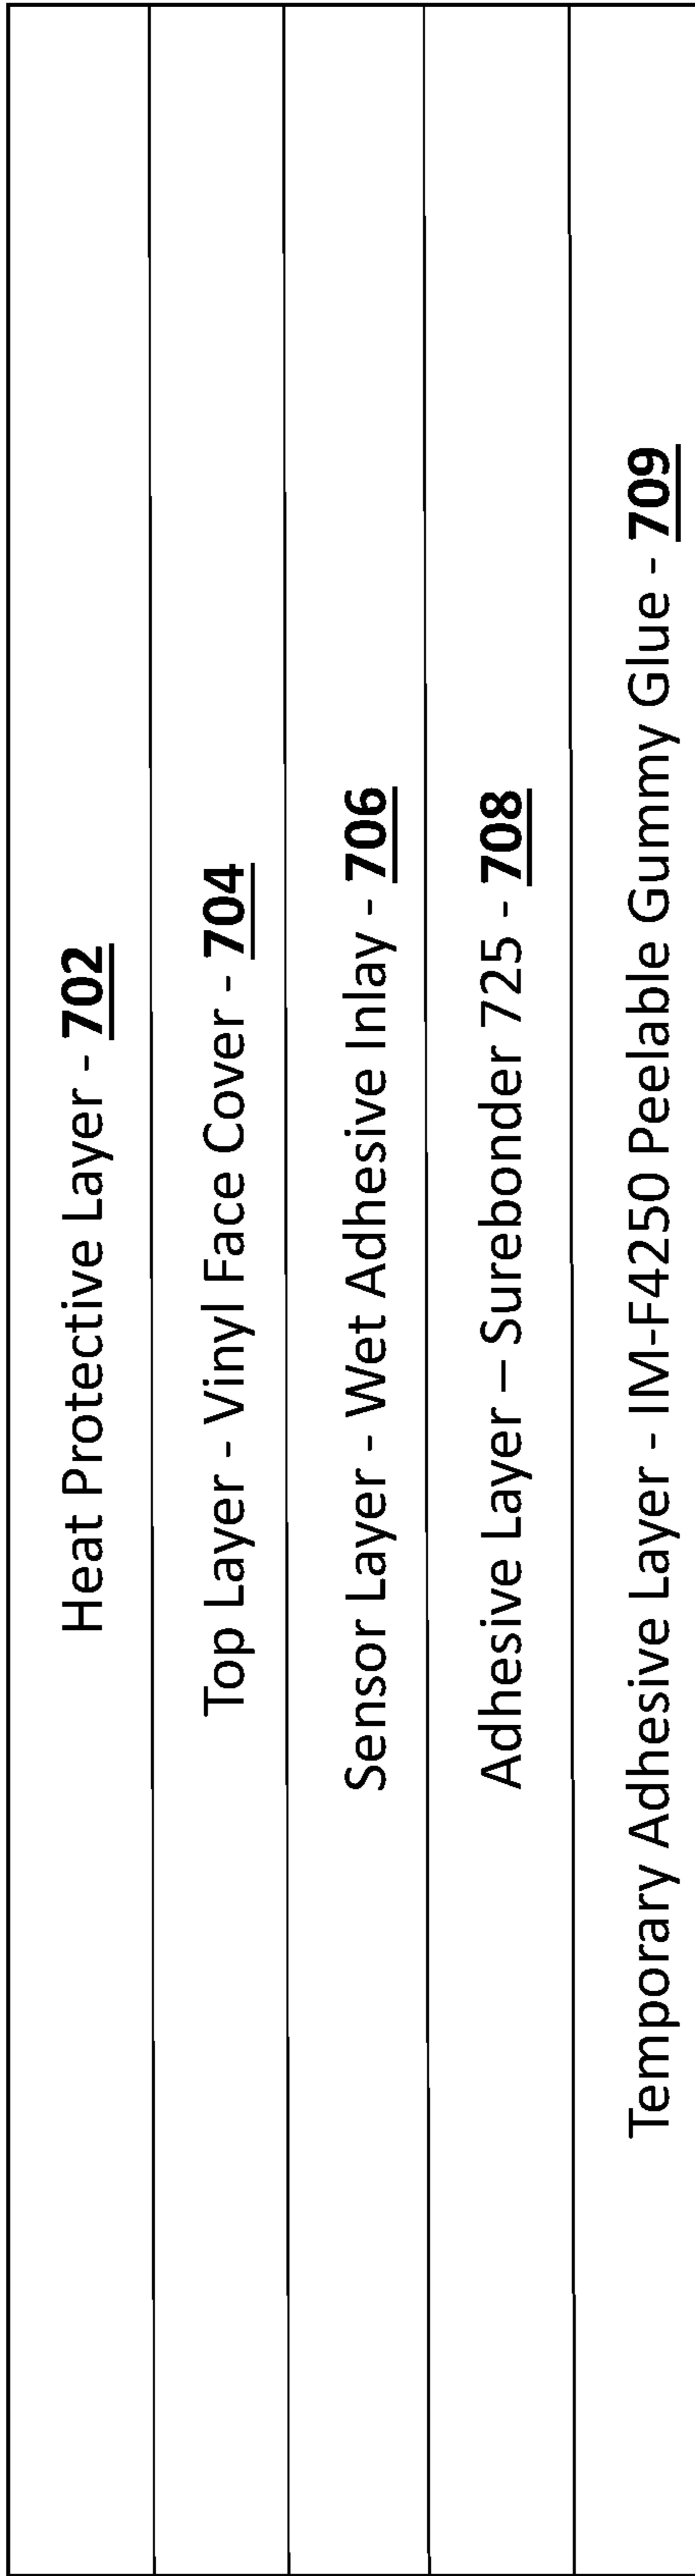 Heat Protective Layer - 702
Top Layer - Vinyl Face Cover - 704
Sensor Layer - Wet Adhesive Inlay - 706
Adhesive Layer – Surebonder 725 - 708
Temporary Adhesive Layer - IM-F4250 Peelable Gummy Glue - 709